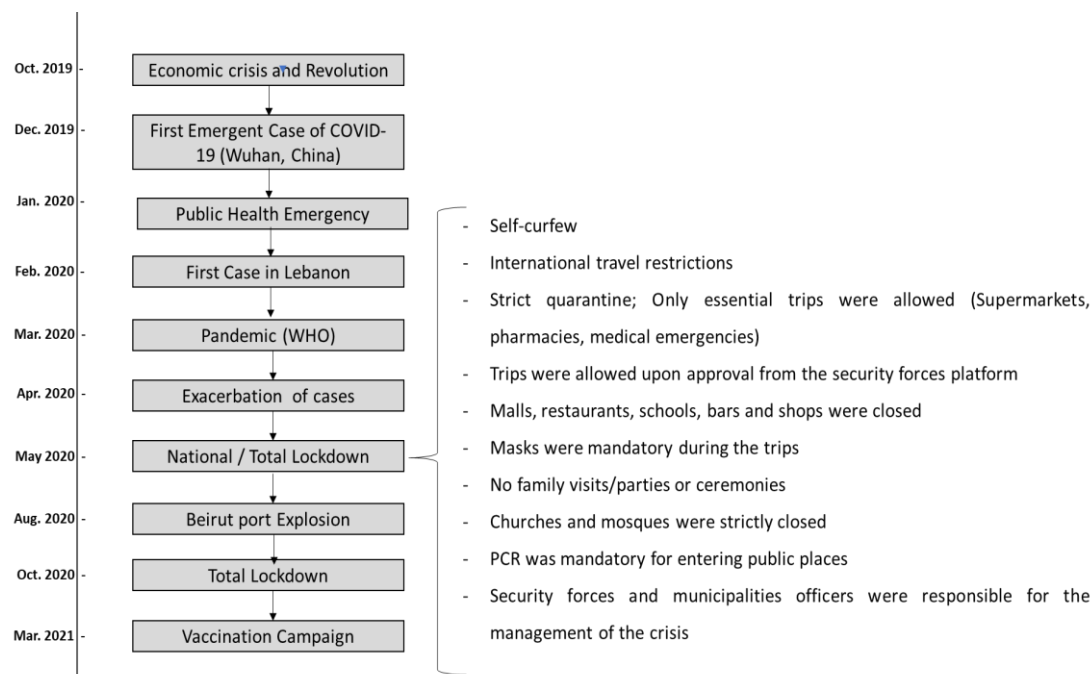 Oct. 2019 -
Economic crisis and Revolution
Dec. 2019 -
First Emergent Case of COVID-
19 (Wuhan, China)
Jan. 2020 -
Public Health Emergency
Feb. 2020 -
First Case in Lebanon
Mar. 2020 -
Pandemic (WHO)
Apr. 2020 -
Exacerbation of cases
May 2020 -
National / Total Lockdown
Aug. 2020 -
Beirut port Explosion
Oct. 2020 -
Total Lockdown
Mar. 2021 -
Vaccination Campaign
- Self-curfew
- International travel restrictions
- Strict quarantine; Only essential trips were allowed (Supermarkets,
pharmacies, medical emergencies)
- Trips were allowed upon approval from the security forces platform
- Malls, restaurants, schools, bars and shops were closed
- Masks were mandatory during the trips
- No family visits/parties or ceremonies
- Churches and mosques were strictly closed
- PCR was mandatory for entering public places
- Security forces and municipalities officers were responsible for the
management of the crisis